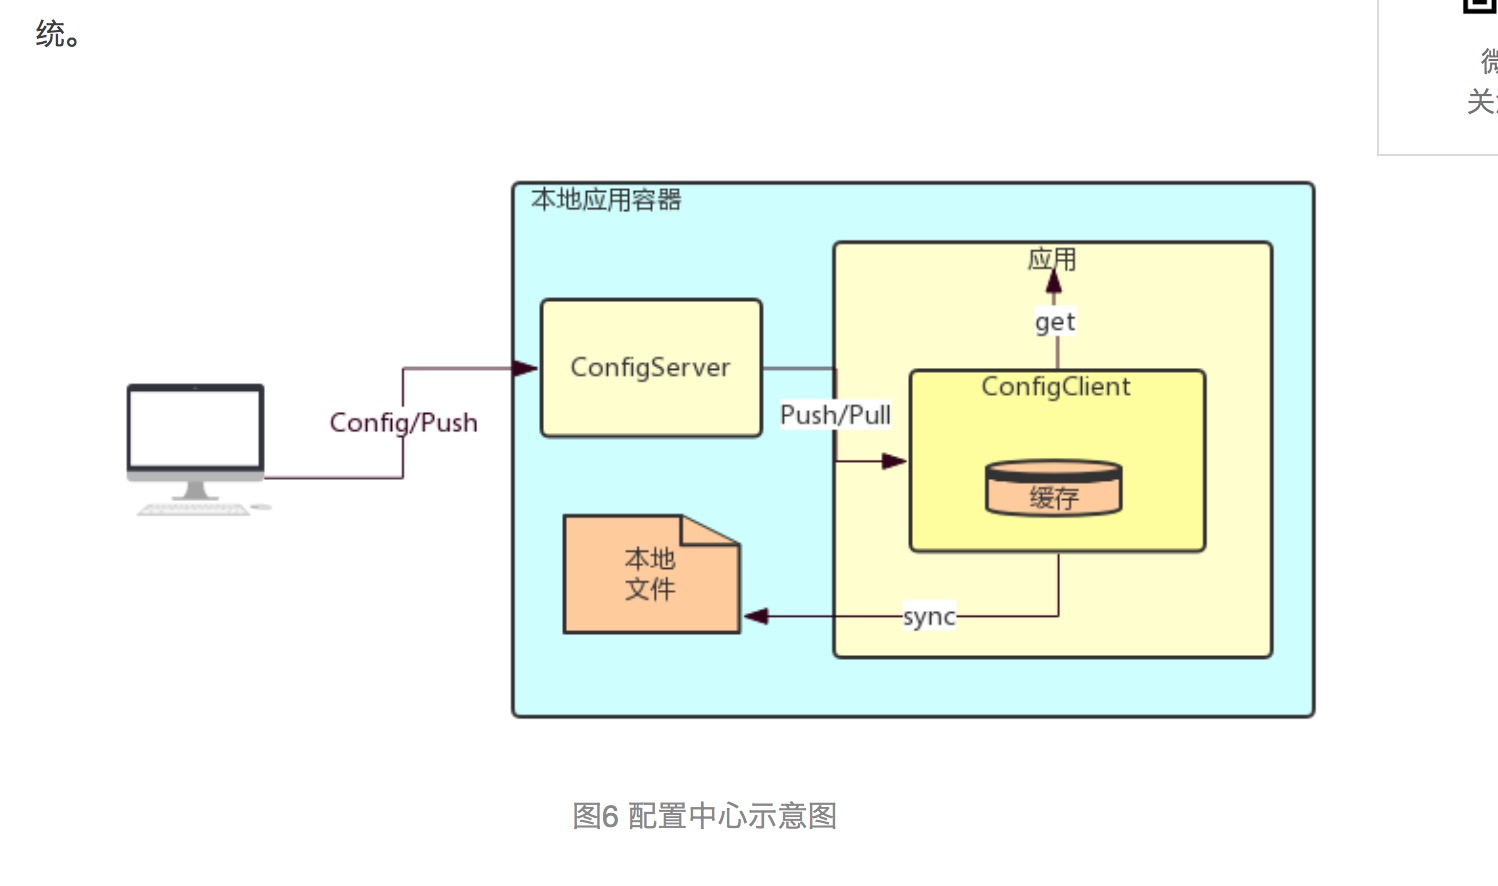 统。
微
关
本地应用容器
应用
get
ConfigServer
ConfigClient
Config/Push
Push/Pull
缓存
本地
文件
sync
图6 配置中心示意图